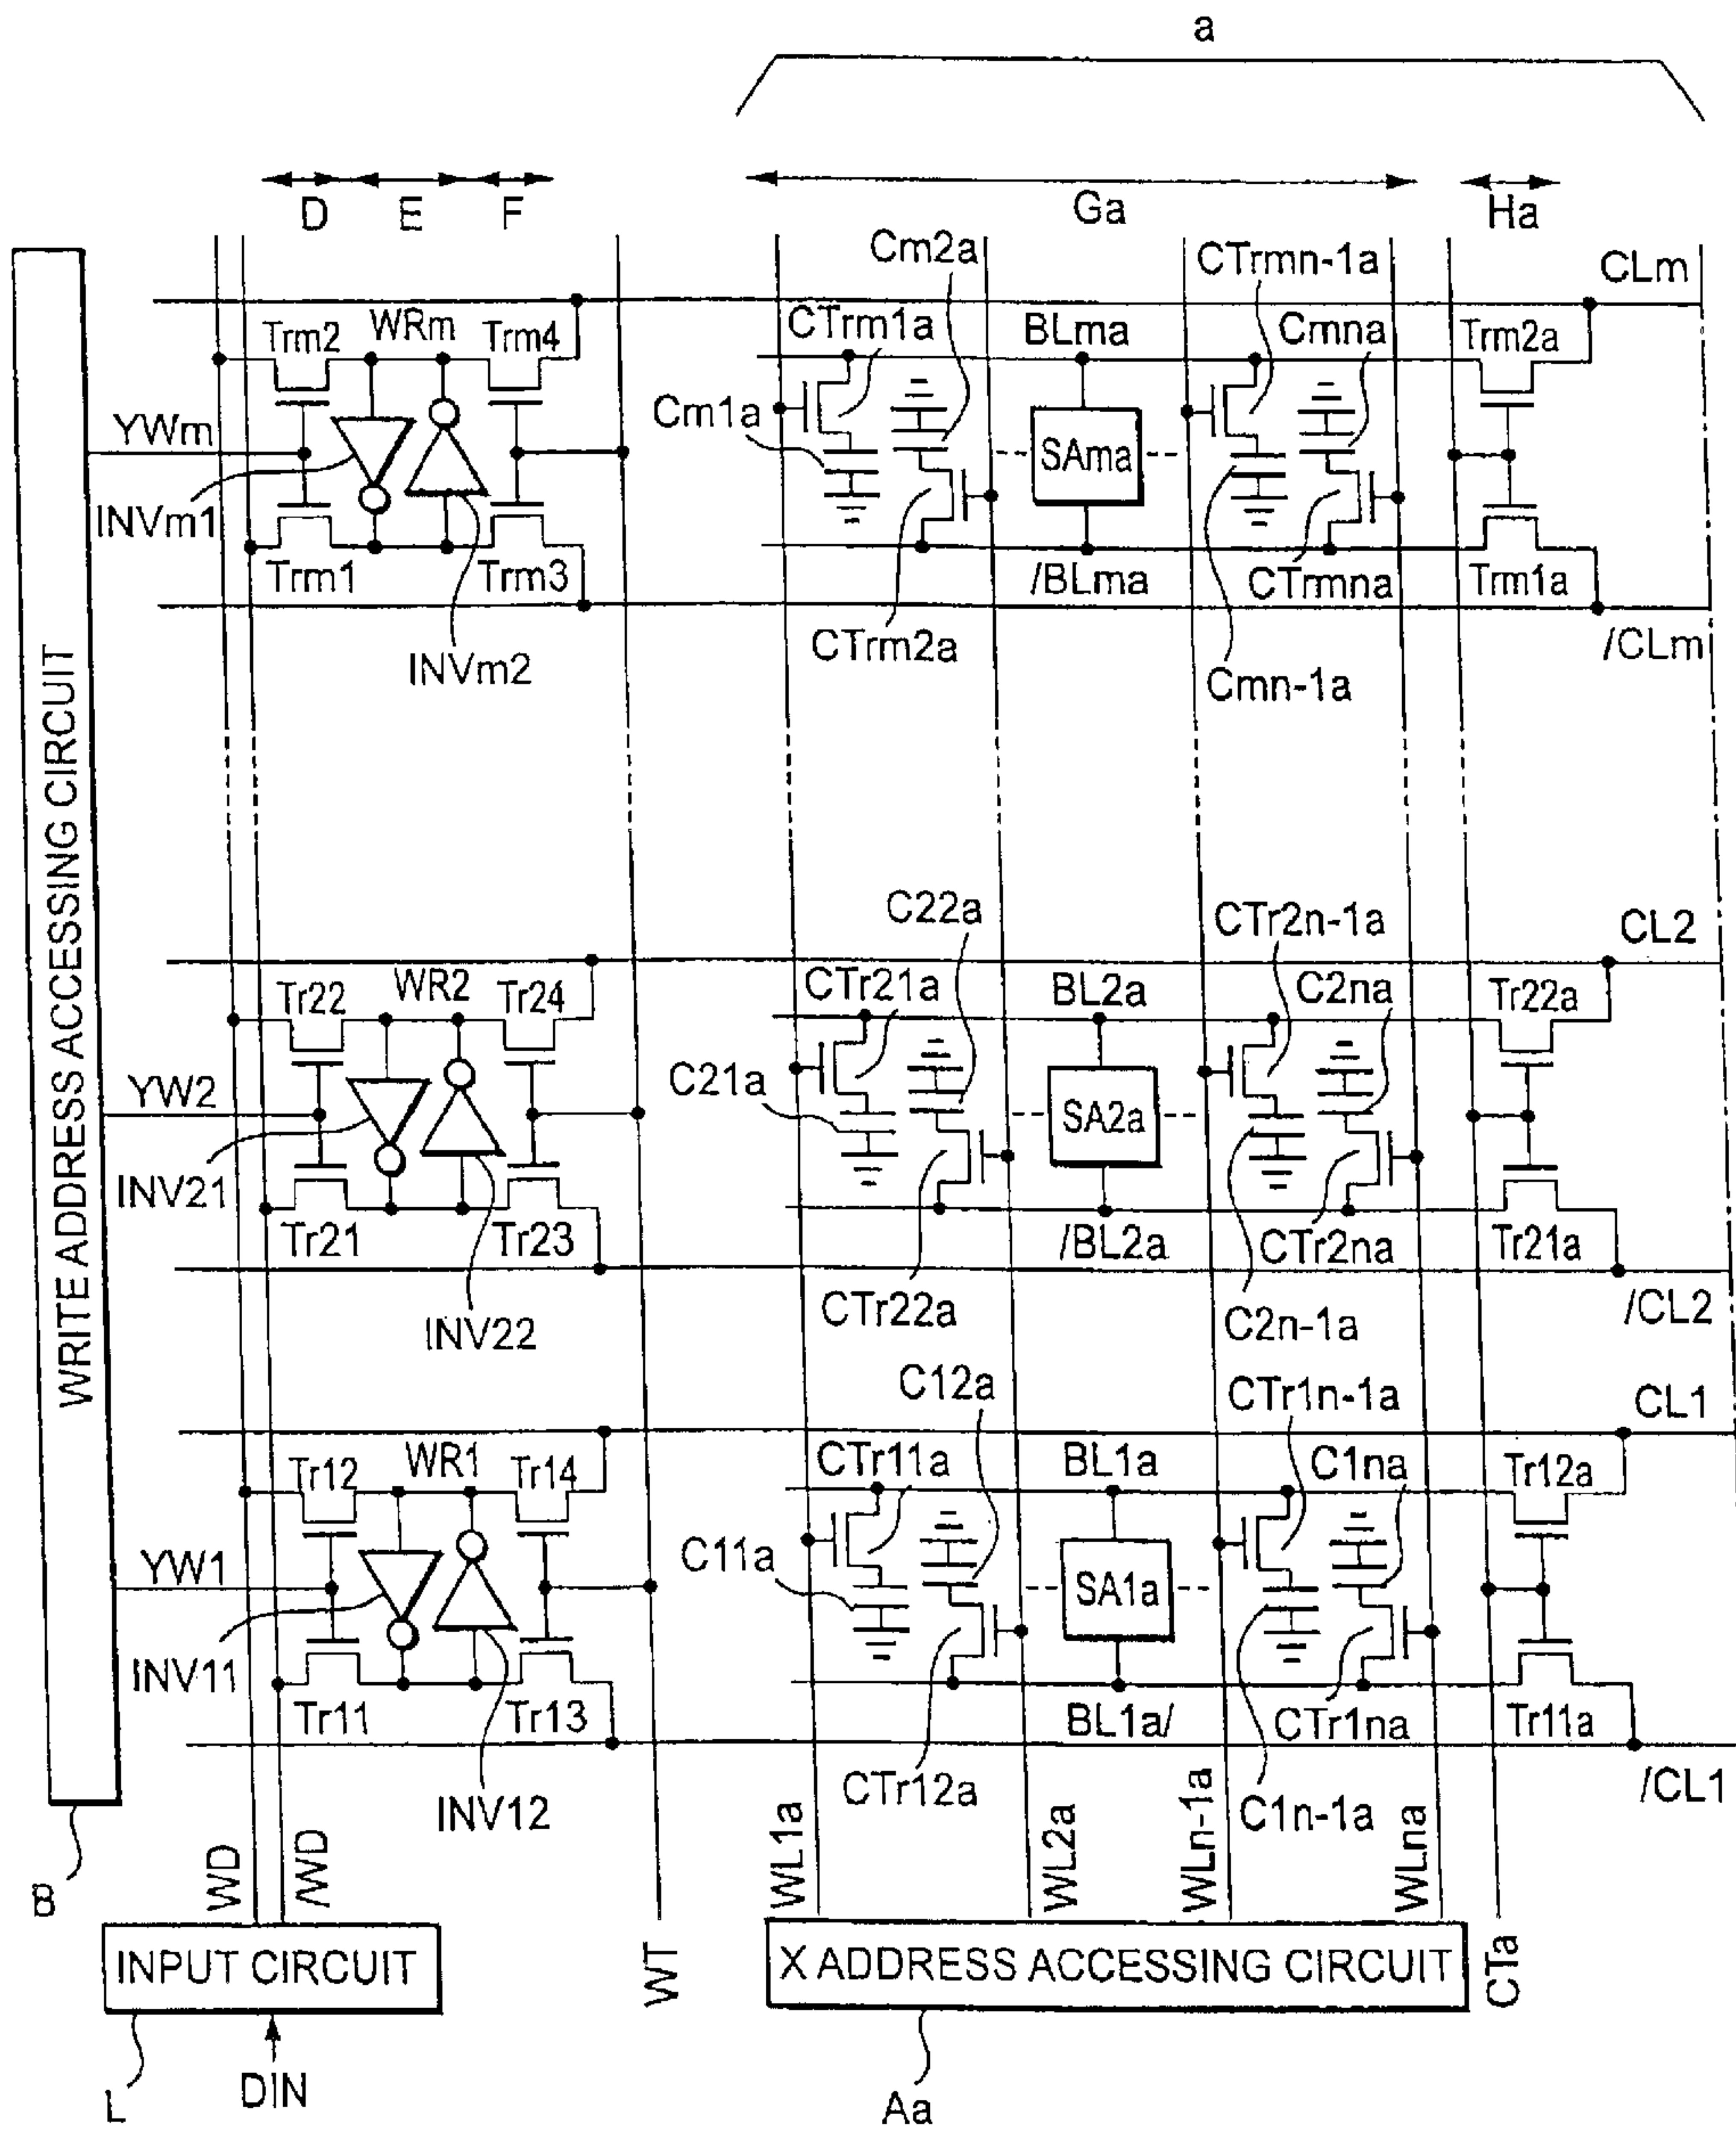 a
D E F
Ga
Ha
Cm2a
CTrmn-1a
CLm
Trm2
WRm
Trm4
CTrm1a
BLma
Cmna
Trm2a
YWm
Cm1a
SAma
INVm1
Trm1
Trm3
/BLma
CTrmna
Trm1a
CTrm2a
INVm2
Cmn-1a
/CLm
WRITE ADDRESS ACCESSING CIRCUIT
C22a
CTr2n-1a
CL2
Tr22
WR2
Tr24
CTr21a
BL2a
C2na
Tr22a
YW2
C21a
SA2a
INV21
Tr21
Tr23
/BL2a
CTr2na
Tr21a
CTr22a
INV22
C2n-1a
/CL2
C12a
CTr1n-1a
CL1
Tr12
WR1
Tr14
CTr11a
BL1a
C1na
Tr12a
YW1
C11a
SA1a
INV11
Tr11
Tr13
BL1a/
CTr1na
Tr11a
CTr12a
INV12
C1n-1a
/CL1
B
WD
/WD
WT
WL1a
WL2a
WLn-1a
WLna
CTa
INPUT CIRCUIT
X ADDRESS ACCESSING CIRCUIT
L
DIN
Aa